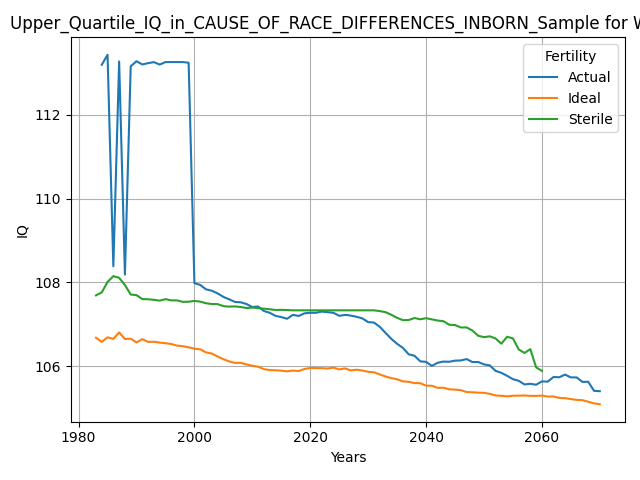 Upper_Quartile_IQ_in_CAUSE_OF_RACE_DIFFERENCES_INBORN_Sample for
Fertility
Actual
Ideal
Sterile
112
110
108
106
IQ
1980
2000
2020
2040
2060
Years